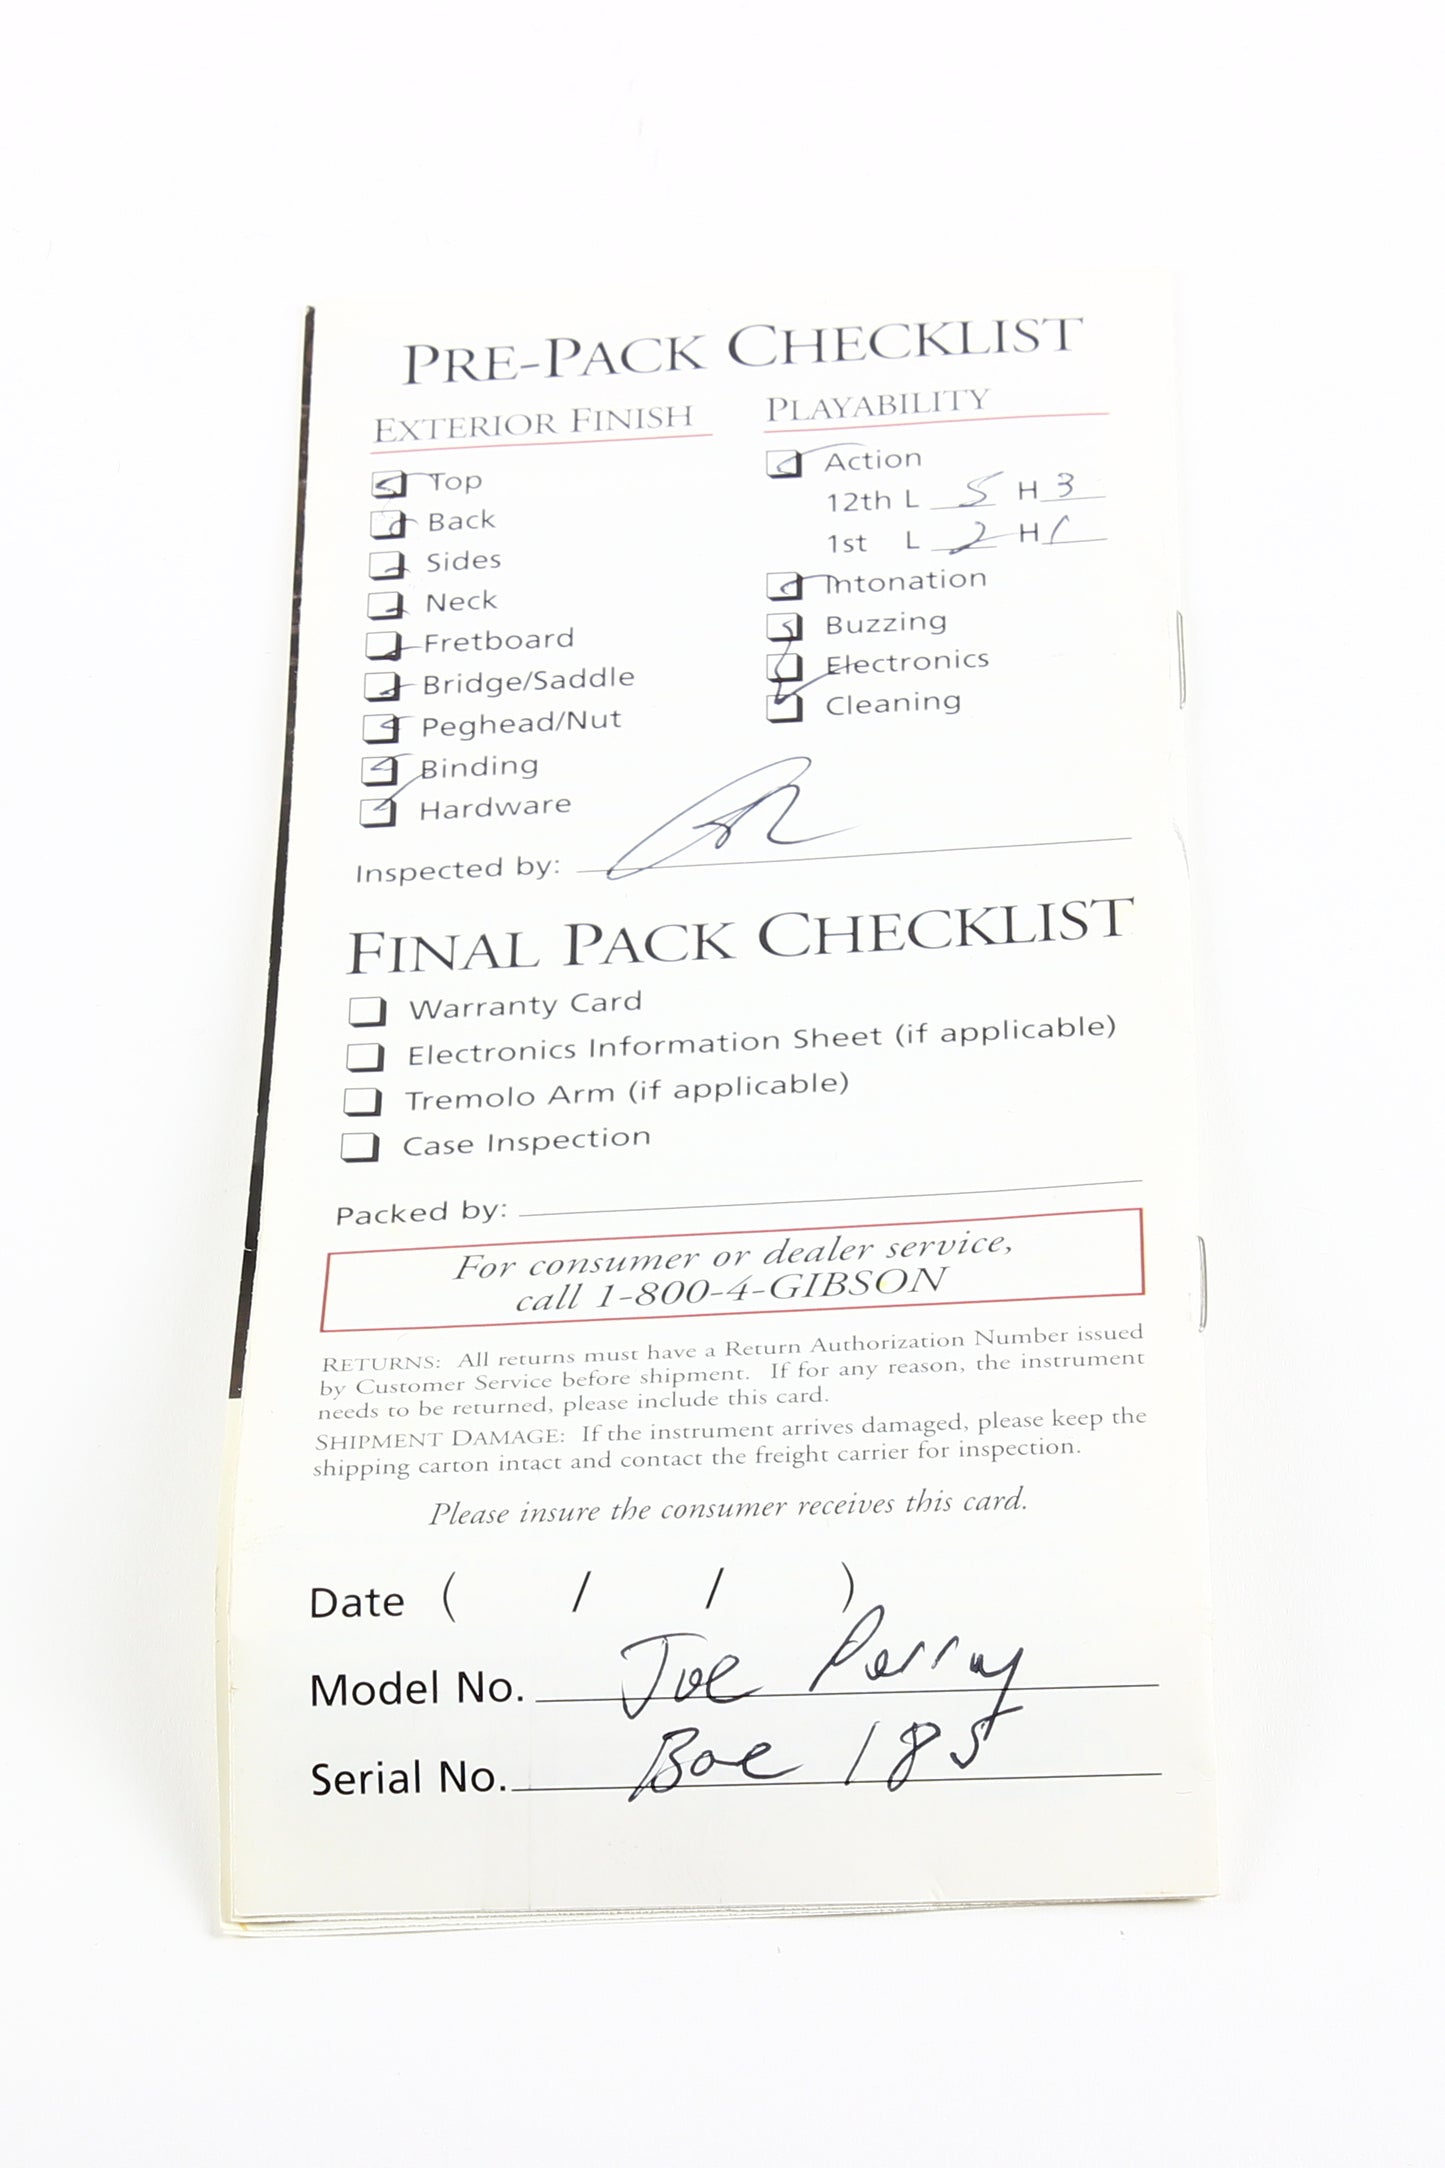 PRE-PACK CHECKLIST
EXTERIOR FINISH
Top
Back
Sides
Neck
Fretboard
Bridge/Saddle
Peghead/Nut
Binding
Hardware
PLAYABILITY
Action
12th L 5 H 3
1st L 2 H 1
Intonation
Buzzing
Electronics
Cleaning
Inspected by:
FINAL PACK CHECKLIST
Warranty Card
Electronics Information Sheet (if applicable)
Tremolo Arm (if applicable)
Case Inspection
Packed by:
For consumer or dealer service,
call 1-800-4-GIBSON
RETURNS: All returns must have a Return Authorization Number issued
by Customer Service before shipment. If for any reason, the instrument
needs to be returned, please include this card.
SHIPMENT DAMAGE: If the instrument arrives damaged, please keep the
shipping carton intact and contact the freight carrier for inspection.
Please insure the consumer receives this card.
Date ( / / )
Model No. Joe Perry
Serial No. Boe 185